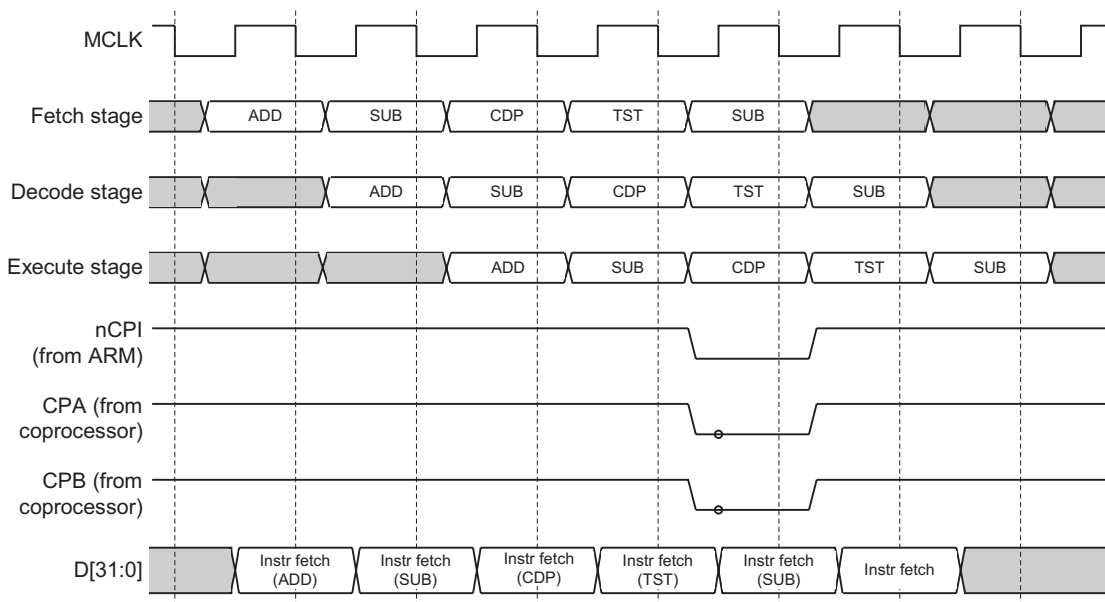 MCLK
Fetch stage ADD SUB CDP TST SUB
Decode stage ADD SUB CDP TST SUB
Execute stage ADD SUB CDP TST SUB
nCPI
(from ARM)
CPA (from
coprocessor)
CPB (from
coprocessor)
D[31:0] Instr fetch Instr fetch Instr fetch Instr fetch Instr fetch Instr fetch
(ADD) (SUB) (CDP) (TST) (SUB)